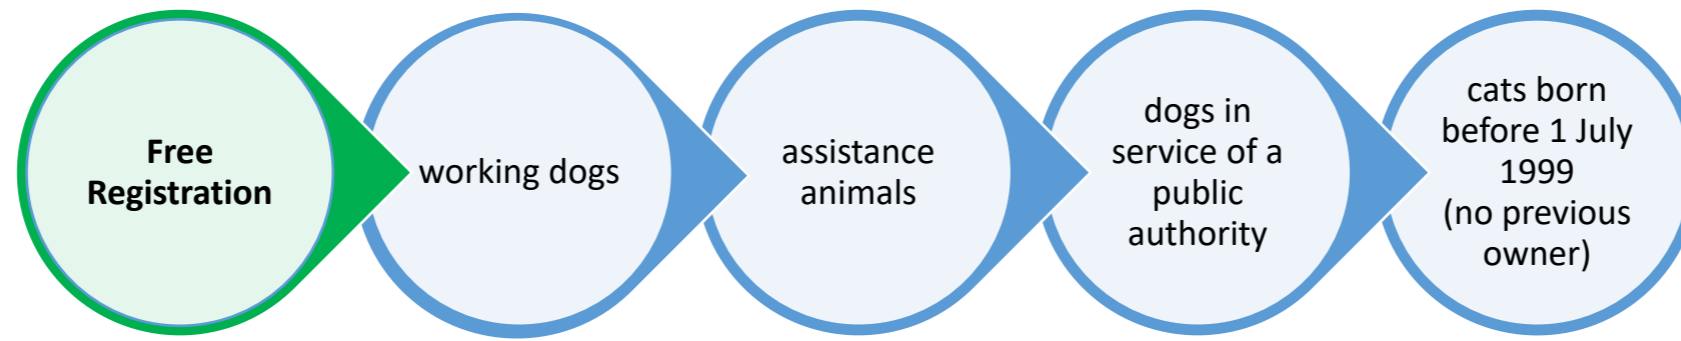 Free
Registration
working dogs
assistance
animals
dogs in
service of a
public
authority
cats born
before 1 July
1999
(no previous
owner)